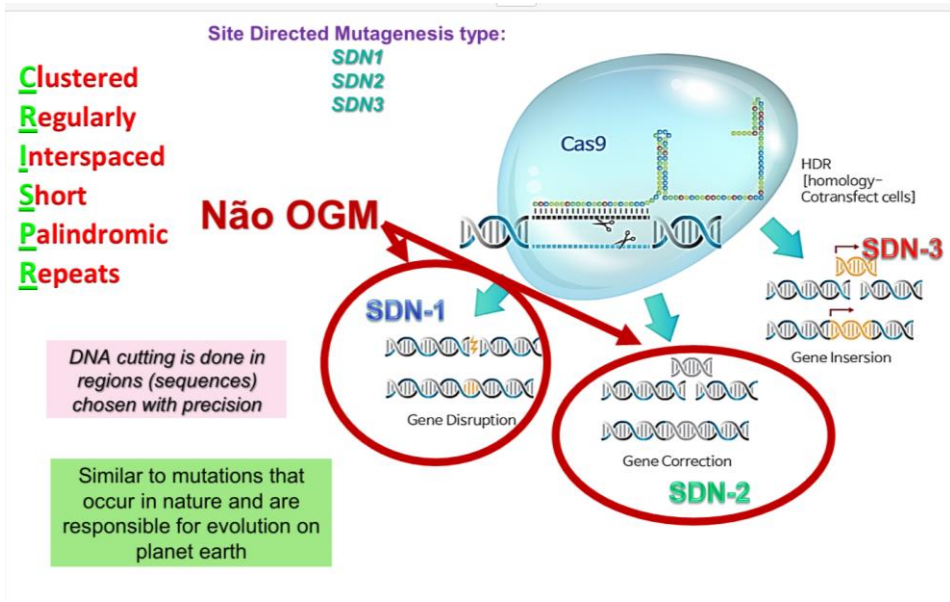 Site Directed Mutagenesis type:
SDN1
SDN2
SDN3
Clustered
Regularly
Interspaced
Short
Palindromic
Repeats
Cas9
HDR
[homology-
Cotransfect cells]
Não OGM
SDN-3
Gene Insersion
SDN-1
Gene Disruption
Gene Correction
SDN-2
DNA cutting is done in
regions (sequences)
chosen with precision
Similar to mutations that
occur in nature and are
responsible for evolution on
planet earth